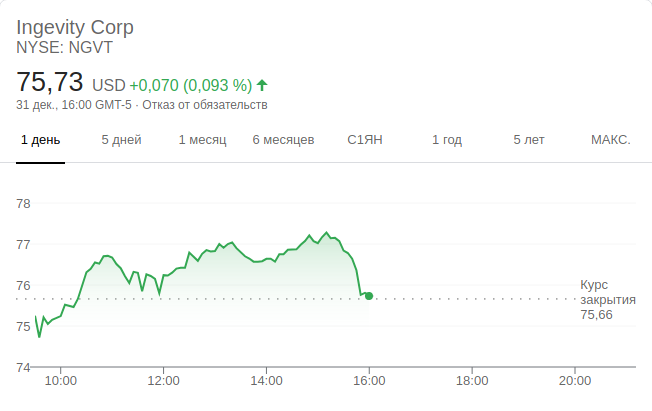 Ingevity Corp
NYSE: NGVT
75,73 USD +0,070 (0,093 %)
31 дек., 16:00 GMT-5 · Отказ от обязательств
1 день 5 дней 1 месяц 6 месяцев С1ЯН 1 год 5 лет МАКС.
78
77
76
75
74
Курс
закрытия
75,66
10:00 12:00 14:00 16:00 18:00 20:00